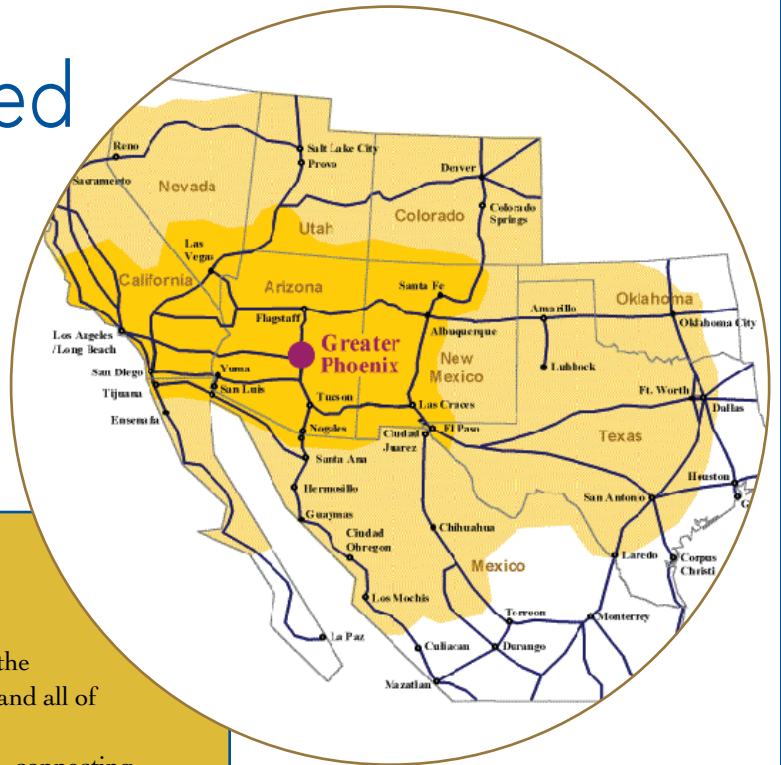 ed
Reno
Salt Lake City
Provo
Sacramento
Denver
Nevada
Colorado
Springs
Utah
Colorado
Las
Vegas
California
Arizona
Santa Fe
Amarillo
Oklahoma
Flagstaff
Albuquerque
Oklahoma City
Los Argeles
/Long Beach
Greater
Phoenix
New
Mexico
Lubbock
San Diego
Yuma
Ft. Worth
Tijuana
San Luis
Tucson
Las Cruces
Dallas
Ensenada
Nogales
Ciudad
Juarez
El Paso
Texas
Santa Ana
Houston
Hermosillo
San Antonio
G
Guaymas
Ciudad
Obregon
Chihuahua
Mexico
Laredo
Corpus
Christi
Los Mochis
Torreon
Monterrey
La Paz
Culiacan
Durango
Mazatlan
the
and all of
connecting